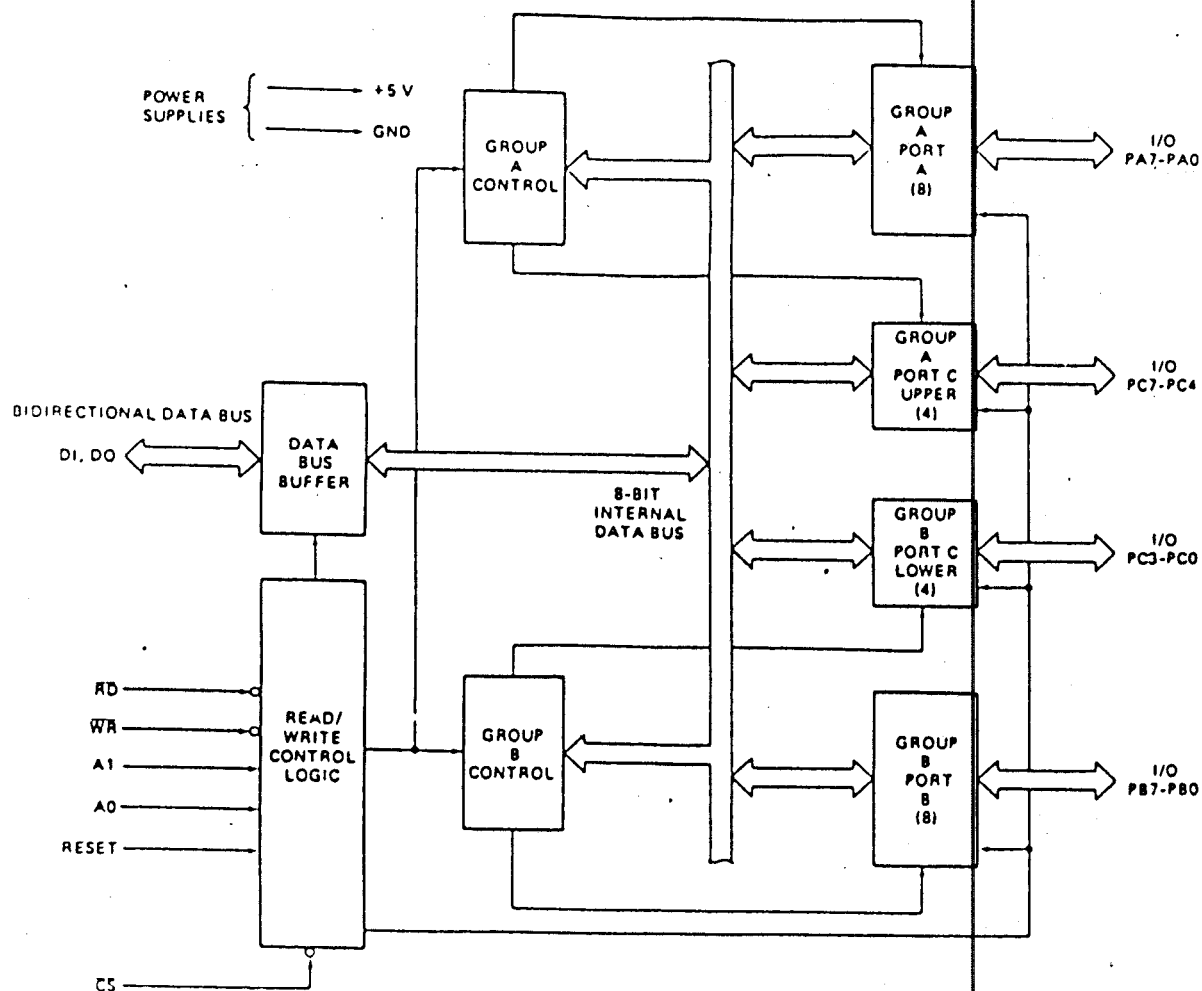 POWER
SUPPLIES
+5 V
GND
GROUP
A
CONTROL
GROUP
A
PORT
A
(8)
I/O
PA7-PA0
GROUP
A
PORT C
UPPER
(4)
I/O
PC7-PC4
BIDIRECTIONAL DATA BUS
DI, DO
DATA
BUS
BUFFER
8-BIT
INTERNAL
DATA BUS
GROUP
B
PORT C
LOWER
(4)
I/O
PC3-PC0
RD
WR
A1
A0
RESET
CS
READ/
WRITE
CONTROL
LOGIC
GROUP
B
CONTROL
GROUP
B
PORT
B
(8)
I/O
PB7-PB0